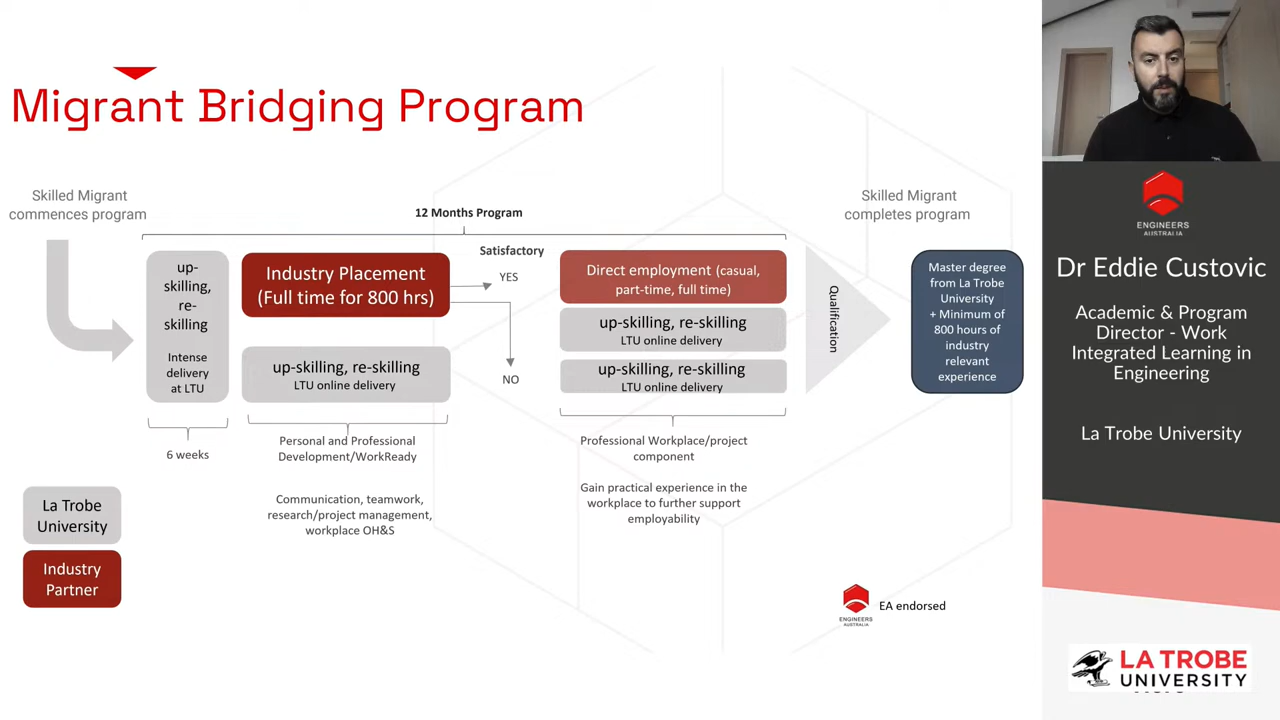 Migrant Bridging Program
Skilled Migrant
commences program
12 Months Program
Skilled Migrant
completes program
up-
skilling,
re-
skilling
Intense
delivery
at LTU
6 weeks
Industry Placement
(Full time for 800 hrs)
up-skilling, re-skilling
LTU online delivery
Personal and Professional
Development/WorkReady
Communication, teamwork,
research/project management,
workplace OH&S
Satisfactory
YES
NO
Direct employment (casual,
part-time, full time)
up-skilling, re-skilling
LTU online delivery
up-skilling, re-skilling
LTU online delivery
Professional Workplace/project
component
Gain practical experience in the
workplace to further support
employability
Qualification
Master degree
from La Trobe
University
+ Minimum of
800 hours of
industry
relevant
experience
La Trobe
University
Industry
Partner
ENGINEERS
AUSTRALIA
EA endorsed
ENGINEERS
AUSTRALIA
Dr Eddie Custovic
Academic & Program
Director - Work
Integrated Learning in
Engineering
La Trobe University
LA TROBE
UNIVERSITY